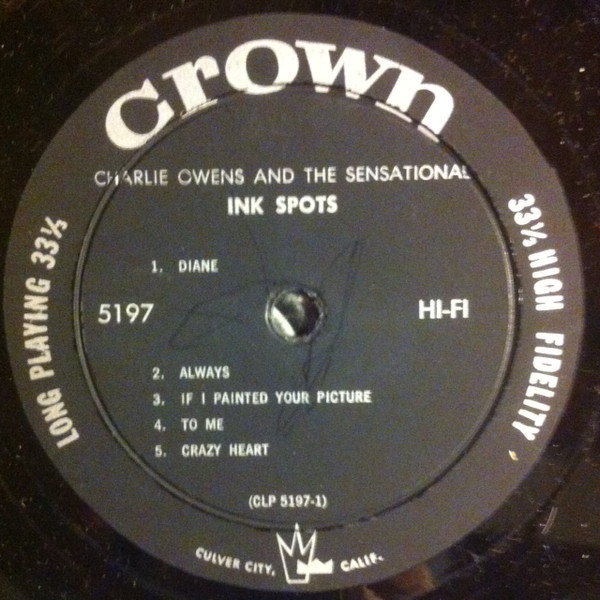 crown
CHARLIE OWENS AND THE SENSATIONAL
INK SPOTS
1. DIANE
5197
HI-FI
2. ALWAYS
3. IF I PAINTED YOUR PICTURE
4. TO ME
5. CRAZY HEART
(CLP 5197-1)
LONG PLAYING 33⅓
33⅓ HIGH FIDELITY
CULVER CITY, CALIF.